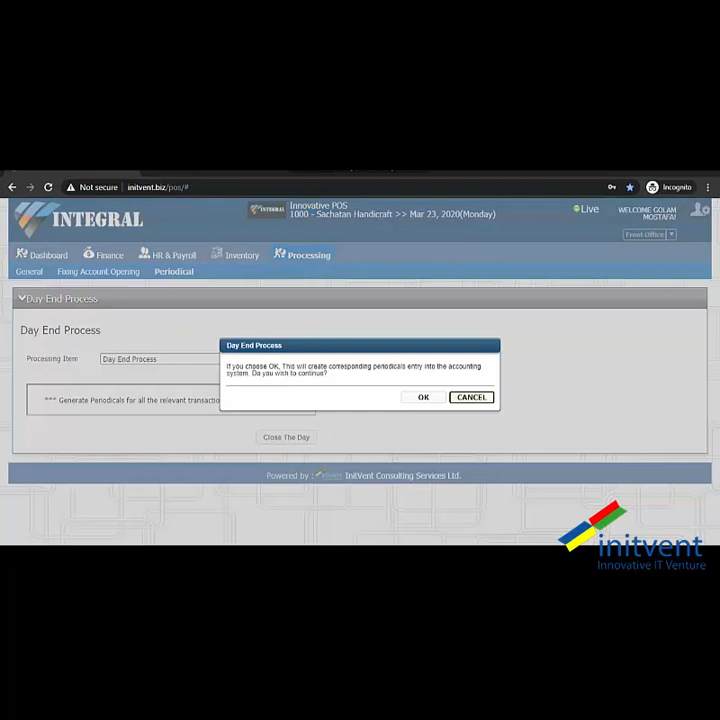 Not secure initvent.biz/pos/# Incognito
INTEGRAL
INTEGRAL
Innovative POS
1000 - Sachatan Handicraft >> Mar 23, 2020(Monday)
Live
WELCOME GOLAM
MOSTAFA!
Front Office
Dashboard Finance HR & Payroll Inventory Processing
General Fixing Account Opening Periodical
Day End Process
Day End Process
Processing Item Day End Process
*** Generate Periodicals for all the relevant transactio
Close The Day
Day End Process
If you choose OK, This will create corresponding periodicals entry into the accounting
system. Do you wish to continue?
OK CANCEL
Powered by : InitVent Consulting Services Ltd.
initvent
Innovative IT Venture